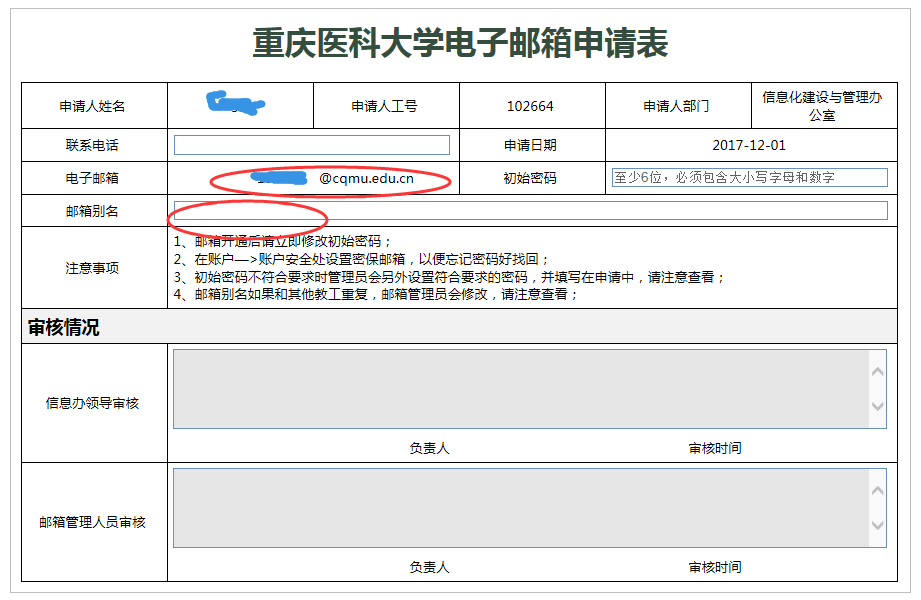 重庆医科大学电子邮箱申请表
申请人姓名
申请人工号
102664
申请人部门
信息化建设与管理办
公室
联系电话
申请日期
2017-12-01
电子邮箱
@cqmu.edu.cn
初始密码
至少6位，必须包含大小写字母和数字
邮箱别名
注意事项
1、邮箱开通后请立即修改初始密码；
2、在账户—>账户安全处设置密保邮箱，以便忘记密码好找回；
3、初始密码不符合要求时管理员会另外设置符合要求的密码，并填写在申请中，请注意查看；
4、邮箱别名如果和其他教工重复，邮箱管理员会修改，请注意查看；
审核情况
信息办领导审核
负责人
审核时间
邮箱管理人员审核
负责人
审核时间